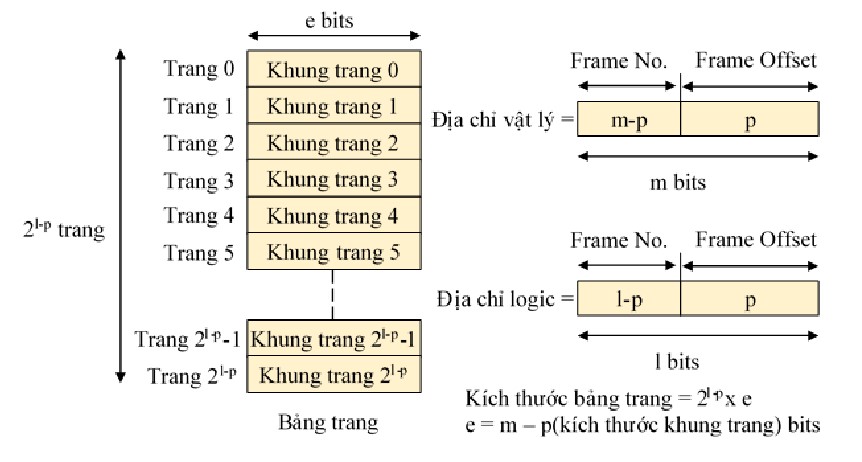 e bits
Trang 0 Khung trang 0
Trang 1 Khung trang 1
Trang 2 Khung trang 2
Trang 3 Khung trang 3
Trang 4 Khung trang 4
Trang 5 Khung trang 5
2^l-p trang
Trang 2^l-p-1 Khung trang 2^l-p-1
Trang 2^l-p Khung trang 2^l-p
Bảng trang
Frame No. Frame Offset
Địa chỉ vật lý = m-p p
m bits
Frame No. Frame Offset
Địa chỉ logic = l-p p
l bits
Kích thước bảng trang = 2^l-p x e
e = m – p(kích thước khung trang) bits